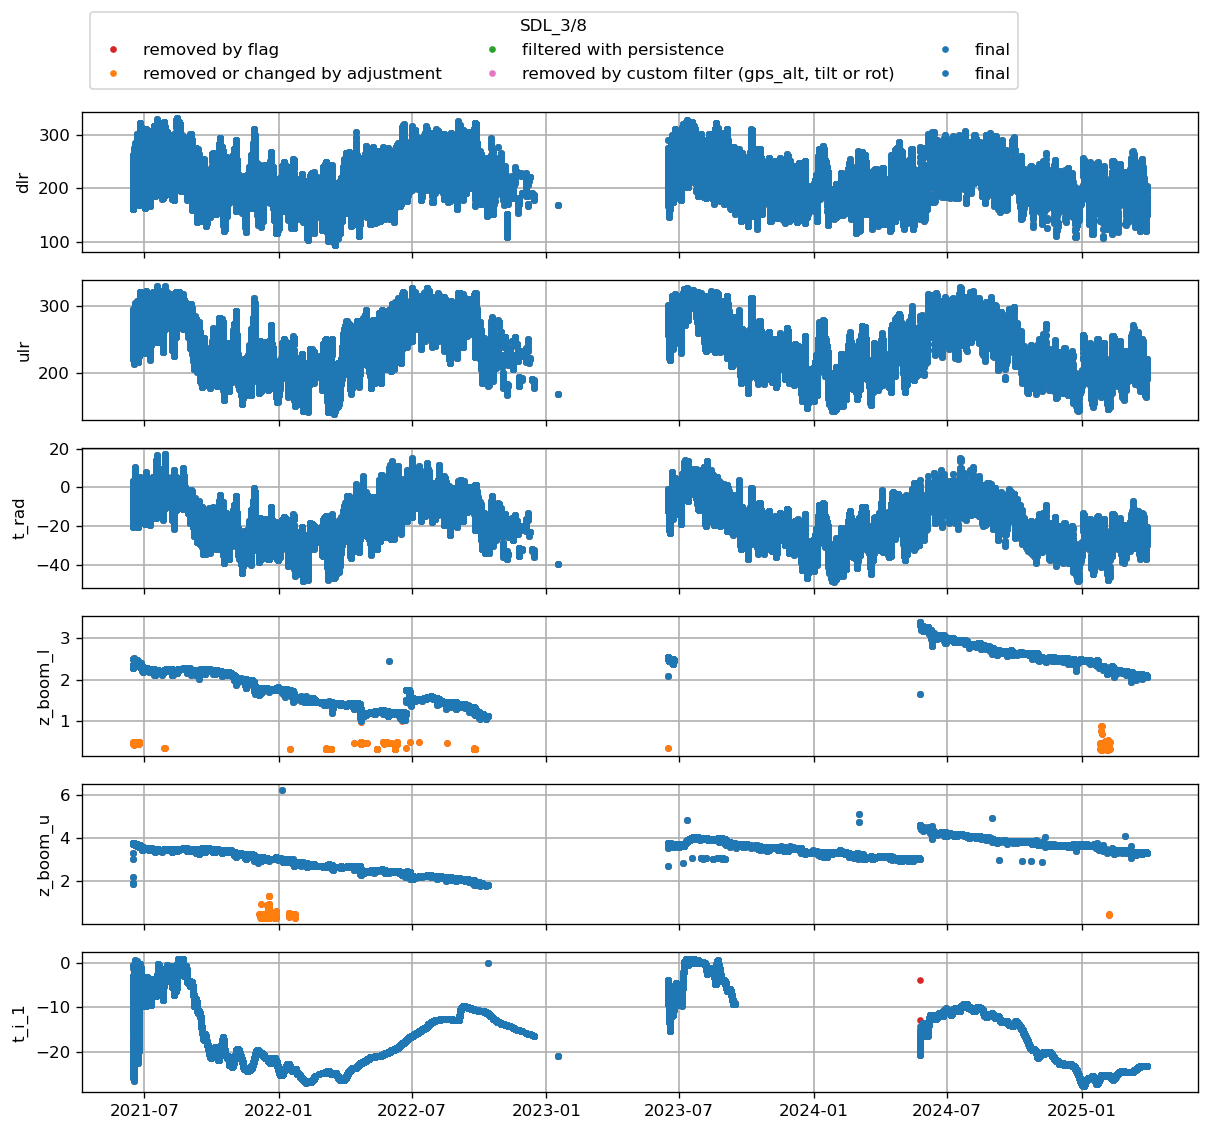 SDL_3/8
removed by flag filtered with persistence final
removed or changed by adjustment removed by custom filter (gps_alt, tilt or rot) final
300
200
100
dlr
300
200
ulr
20
0
−20
−40
t_rad
3
2
1
z_boom_l
6
4
2
z_boom_u
0
−10
−20
t_i_1
2021-07 2022-01 2022-07 2023-01 2023-07 2024-01 2024-07 2025-01